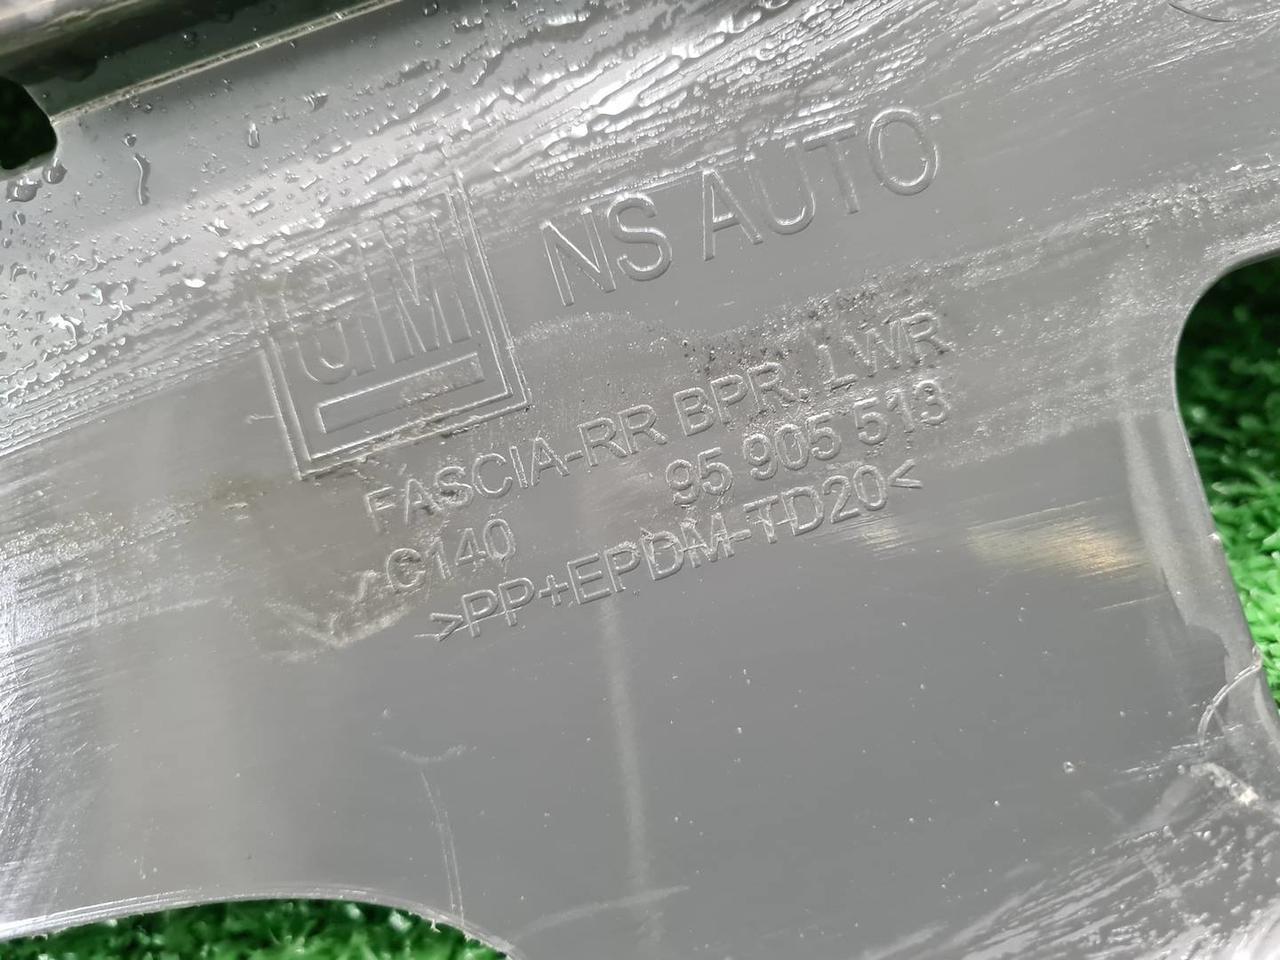 GM
NS AUTO
FASCIA-RR BPR. LWR
C140 95 905 513
>PP+EPDM-TD20<